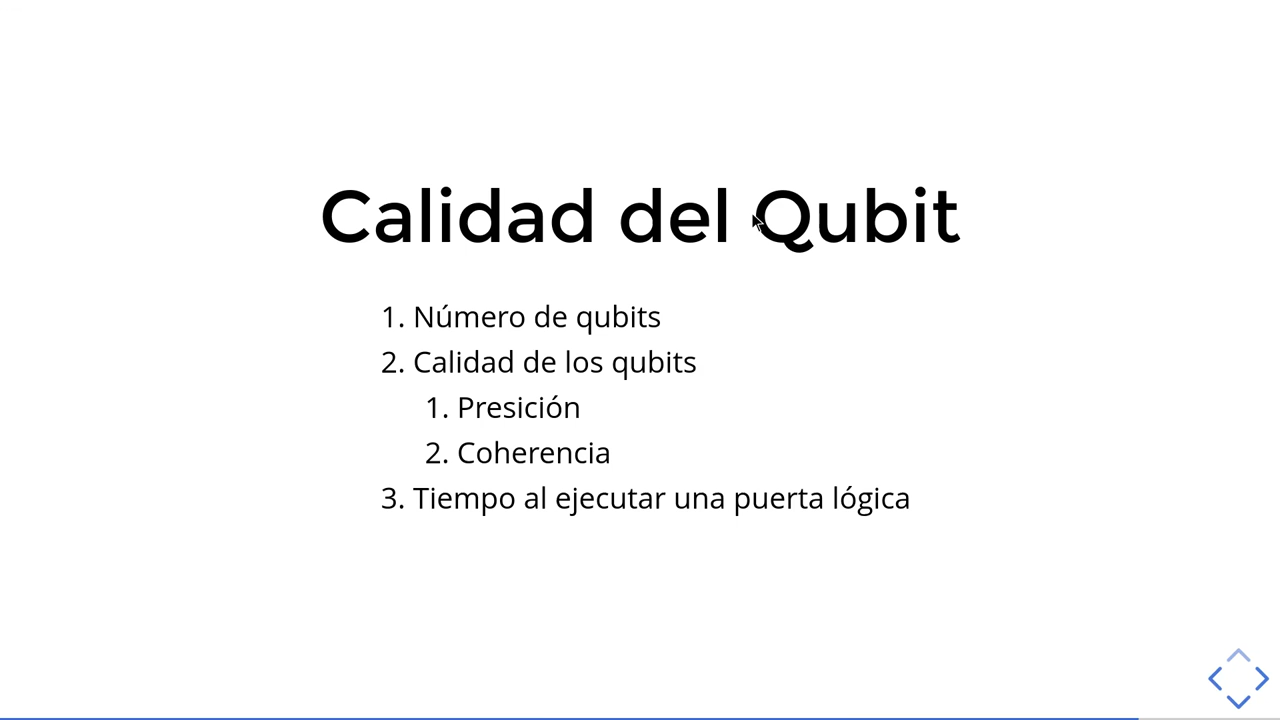 Calidad del Qubit
1. Número de qubits
2. Calidad de los qubits
1. Presición
2. Coherencia
3. Tiempo al ejecutar una puerta lógica